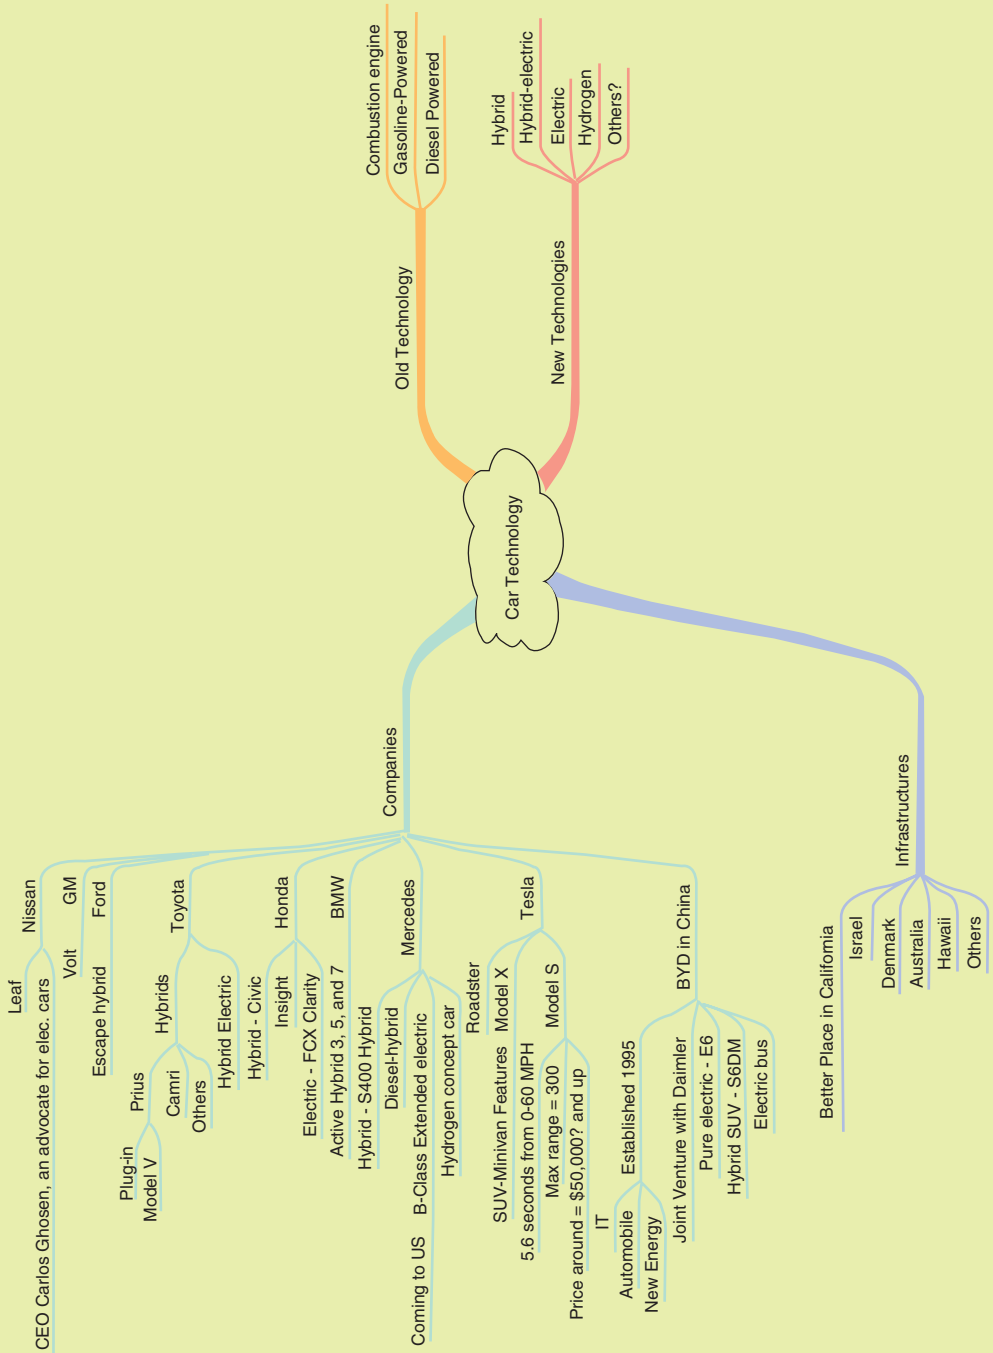 Car Technology
Old Technology
Combustion engine
Gasoline-Powered
Diesel Powered
New Technologies
Hybrid
Hybrid-electric
Electric
Hydrogen
Others?
Companies
Nissan
Leaf
CEO Carlos Ghosen, an advocate for elec. cars
GM
Volt
Ford
Escape hybrid
Toyota
Hybrids
Prius
Plug-in
Model V
Camri
Others
Hybrid Electric
Honda
Hybrid - Civic
Insight
Electric - FCX Clarity
BMW
Active Hybrid 3, 5, and 7
Mercedes
Hybrid - S400 Hybrid
Diesel-hybrid
B-Class Extended electric
Coming to US
Hydrogen concept car
Tesla
Roadster
Model X
SUV-Minivan Features
Model S
5.6 seconds from 0-60 MPH
Max range = 300
Price around = $50,000? and up
BYD in China
Established 1995
IT
Automobile
New Energy
Joint Venture with Daimler
Pure electric - E6
Hybrid SUV - S6DM
Electric bus
Infrastructures
Better Place in California
Israel
Denmark
Australia
Hawaii
Others